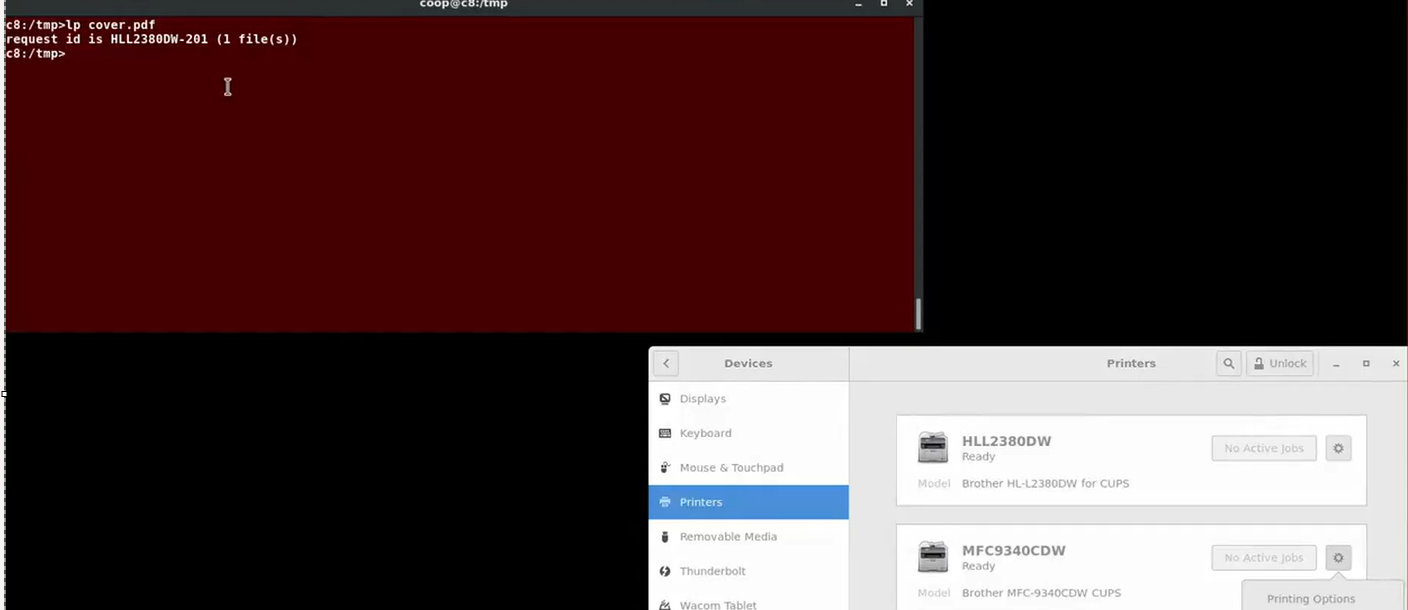 coop@c8:/tmp
c8:/tmp>lp cover.pdf
request id is HLL2380DW-201 (1 file(s))
c8:/tmp>
Devices
Printers
Unlock
Displays
Keyboard
Mouse & Touchpad
Printers
Removable Media
Thunderbolt
Wacom Tablet
HLL2380DW
Ready
No Active Jobs
Model Brother HL-L2380DW for CUPS
MFC9340CDW
Ready
No Active Jobs
Model Brother MFC-9340CDW CUPS
Printing Options